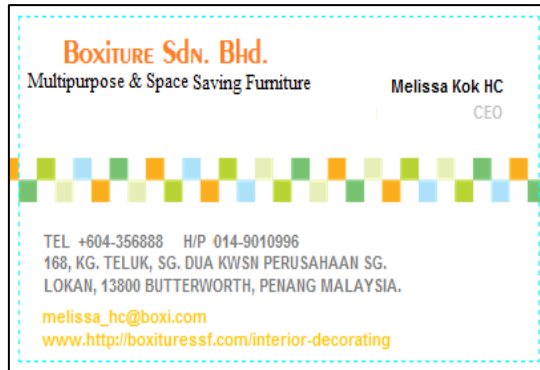 Boxiture Sdn. Bhd.
Multipurpose & Space Saving Furniture
Melissa Kok HC
CEO
TEL +604-356888 H/P 014-9010996
168, KG. TELUK, SG. DUA KWSN PERUSAHAAN SG.
LOKAN, 13800 BUTTERWORTH, PENANG MALAYSIA.
melissa_hc@boxi.com
www.http://boxituressf.com/interior-decorating